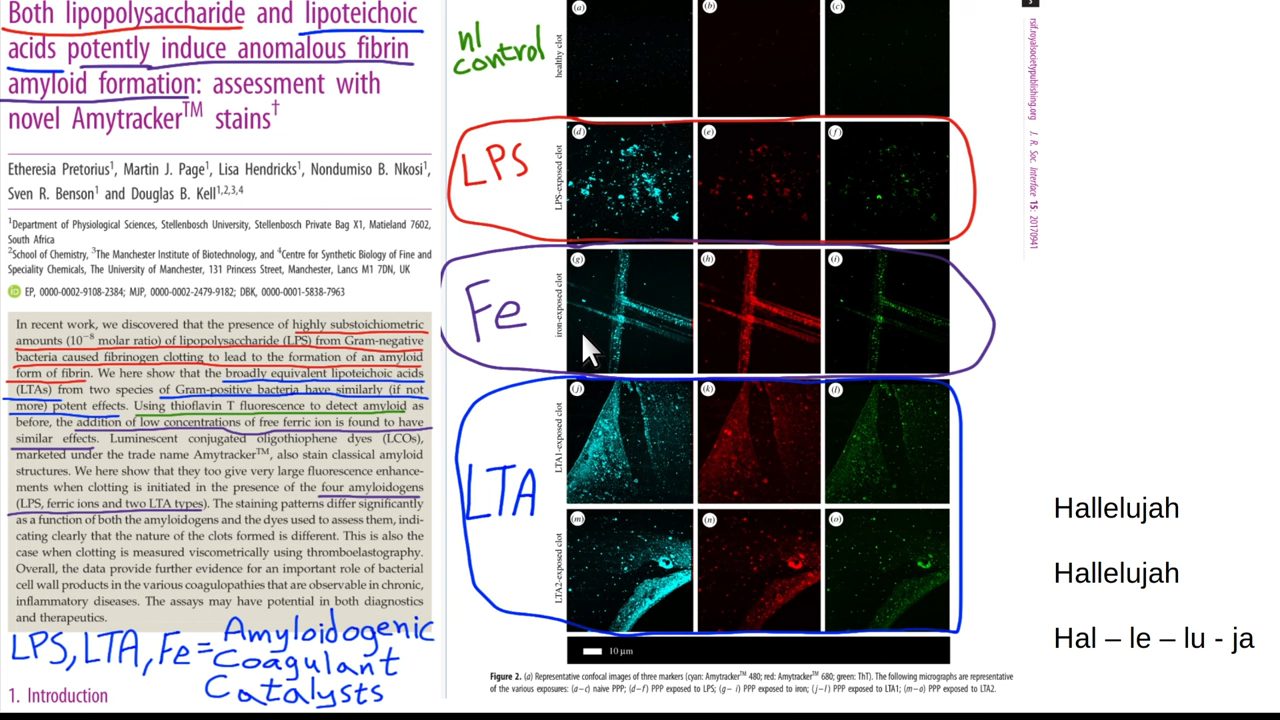 Both lipopolysaccharide and lipoteichoic
acids potently induce anomalous fibrin
amyloid formation: assessment with
novel Amytracker™ stains†
Etheresia Pretorius¹, Martin J. Page¹, Lisa Hendricks¹, Nondumiso B. Nkosi¹,
Sven R. Benson¹ and Douglas B. Kell¹,²,³,⁴
¹Department of Physiological Sciences, Stellenbosch University, Stellenbosch Private Bag X1, Matieland 7602,
South Africa
²School of Chemistry, ³The Manchester Institute of Biotechnology, and ⁴Centre for Synthetic Biology of Fine and
Speciality Chemicals, The University of Manchester, 131 Princess Street, Manchester, Lancs M1 7DN, UK
iD EP, 0000-0002-9108-2384; MJP, 0000-0002-2479-9182; DBK, 0000-0001-5838-7963
In recent work, we discovered that the presence of highly substoichiometric
amounts (10⁻⁸ molar ratio) of lipopolysaccharide (LPS) from Gram-negative
bacteria caused fibrinogen clotting to lead to the formation of an amyloid
form of fibrin. We here show that the broadly equivalent lipoteichoic acids
(LTAs) from two species of Gram-positive bacteria have similarly (if not
more) potent effects. Using thioflavin T fluorescence to detect amyloid as
before, the addition of low concentrations of free ferric ion is found to have
similar effects. Luminescent conjugated oligothiophene dyes (LCOs),
marketed under the trade name Amytracker™, also stain classical amyloid
structures. We here show that they too give very large fluorescence enhance-
ments when clotting is initiated in the presence of the four amyloidogens
(LPS, ferric ions and two LTA types). The staining patterns differ significantly
as a function of both the amyloidogens and the dyes used to assess them, indi-
cating clearly that the nature of the clots formed is different. This is also the
case when clotting is measured viscometrically using thromboelastography.
Overall, the data provide further evidence for an important role of bacterial
cell wall products in the various coagulopathies that are observable in chronic,
inflammatory diseases. The assays may have potential in both diagnostics
and therapeutics.
LPS, LTA, Fe = Amyloidogenic
Coagulant
Catalysts
1. Introduction
nl
control
healthy clot
(a) (b) (c)
LPS
LPS-exposed clot
(d) (e) (f)
Fe
iron-exposed clot
(g) (h) (i)
LTA
LTA1-exposed clot
(j) (k) (l)
LTA2-exposed clot
(m) (n) (o)
10 µm
Figure 2. (a) Representative confocal images of three markers (cyan: Amytracker™ 480; red: Amytracker™ 680; green: ThT). The following micrographs are representative
of the various exposures: (a–c) naive PPP; (d–f) PPP exposed to LPS; (g–i) PPP exposed to iron; (j–l) PPP exposed to LTA1; (m–o) PPP exposed to LTA2.
3
rsif.royalsocietypublishing.org J. R. Soc. Interface 15: 20170941
Hallelujah
Hallelujah
Hal – le – lu - ja